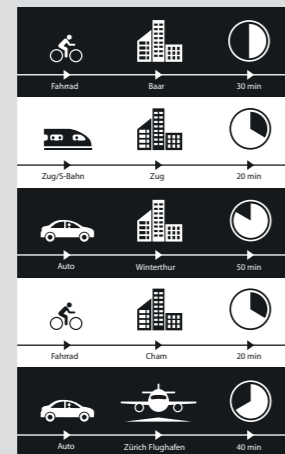 Fahrrad Baar 30 min
Zug/S-Bahn Zug 20 min
Auto Winterthur 50 min
Fahrrad Cham 20 min
Auto Zürich Flughafen 40 min